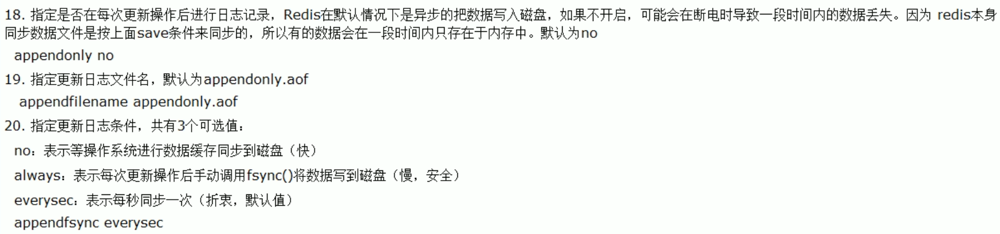 18. 指定是否在每次更新操作后进行日志记录，Redis在默认情况下是异步的把数据写入磁盘，如果不开启，可能会在断电时导致一段时间内的数据丢失。因为 redis本身
同步数据文件是按上面save条件来同步的，所以有的数据会在一段时间内只存在于内存中。默认为no
appendonly no
19. 指定更新日志文件名，默认为appendonly.aof
appendfilename appendonly.aof
20. 指定更新日志条件，共有3个可选值：
no：表示等操作系统进行数据缓存同步到磁盘（快）
always：表示每次更新操作后手动调用fsync()将数据写到磁盘（慢，安全）
everysec：表示每秒同步一次（折衷，默认值）
appendfsync everysec